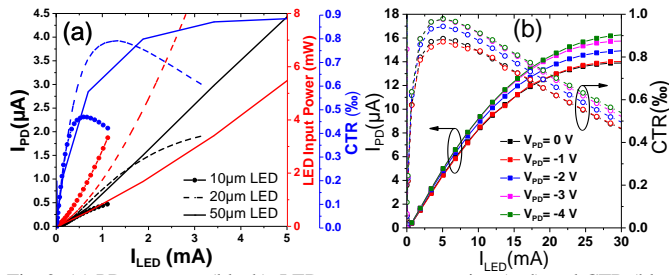 (a)
4.5
4.0
3.5
3.0
2.5
2.0
1.5
1.0
0.5
0.0
I_PD(µA)
0 1 2 3 4 5
I_LED (mA)
10µm LED
20µm LED
50µm LED
8
6
4
2
0
LED Input Power (mW)
0.9
0.8
0.7
0.6
0.5
0.4
0.3
0.2
0.1
0.0
CTR (‰)
(b)
18
16
14
12
10
8
6
4
2
0
I_PD(µA)
0 5 10 15 20 25 30
I_LED(mA)
V_PD= 0 V
V_PD= -1 V
V_PD= -2 V
V_PD= -3 V
V_PD= -4 V
1.0
0.8
0.6
0.4
0.2
0.0
CTR (‰)